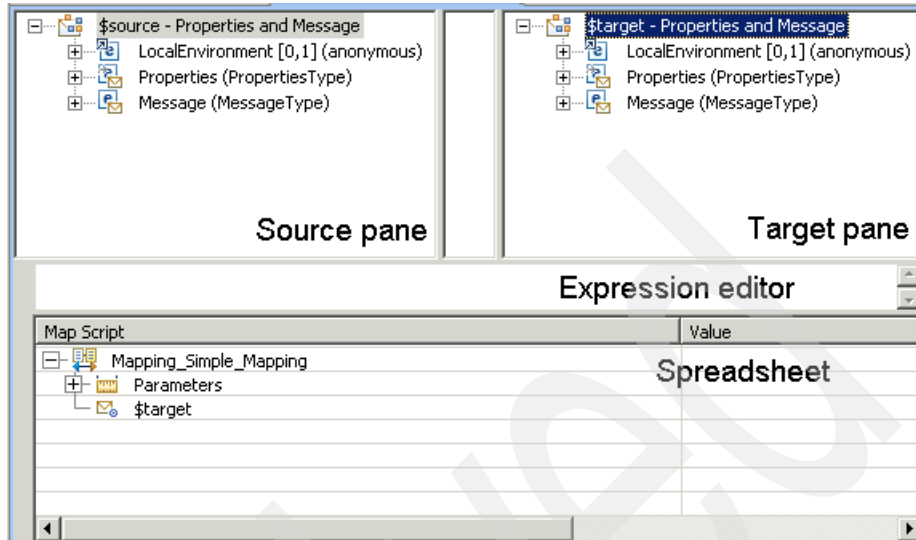 $source - Properties and Message
LocalEnvironment [0,1] (anonymous)
Properties (PropertiesType)
Message (MessageType)
Source pane
$target - Properties and Message
LocalEnvironment [0,1] (anonymous)
Properties (PropertiesType)
Message (MessageType)
Target pane
Expression editor
Map Script
Value
Mapping_Simple_Mapping
Spreadsheet
Parameters
$target